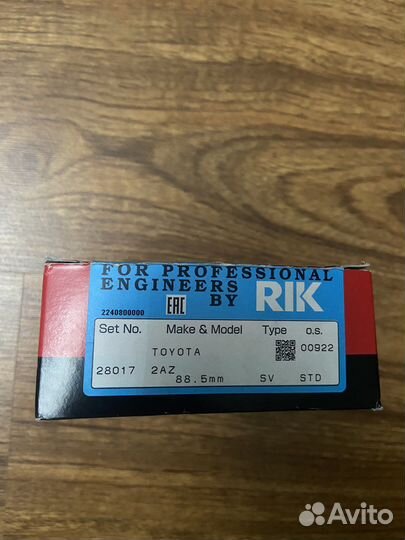 FOR PROFESSIONAL
ENGINEERS
BY RIK
2240800000 EAC
Set No. Make & Model Type o.s.
TOYOTA 00922
28017 2AZ
88.5mm SV STD
Avito